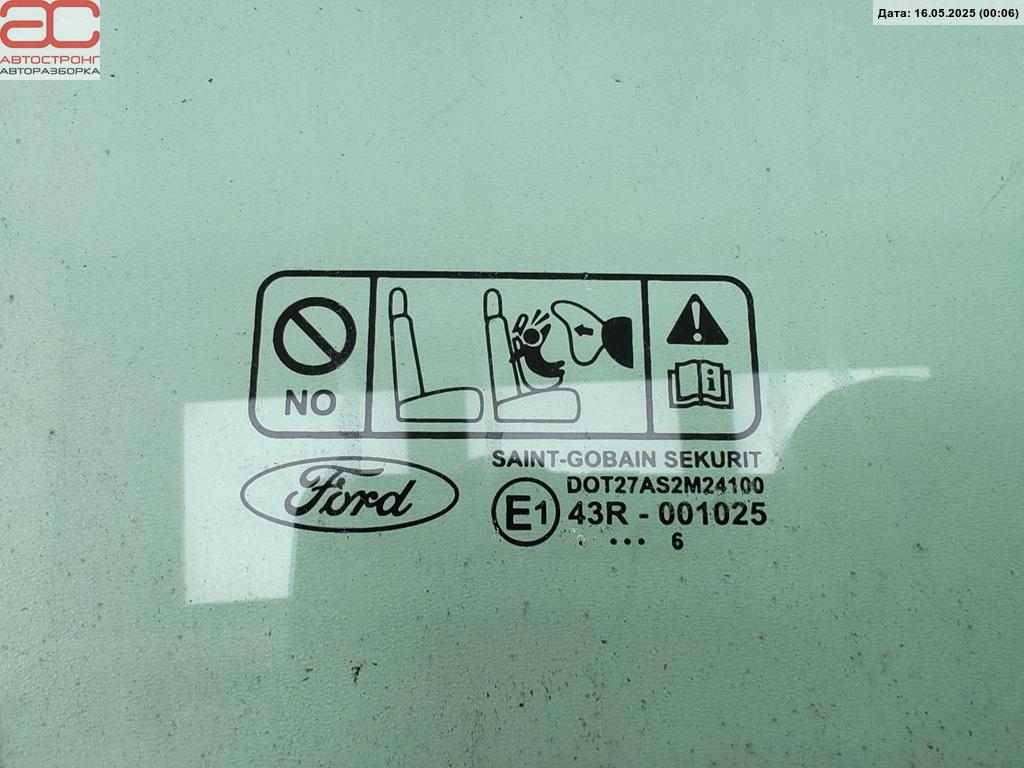 АС
АВТОСТРОНГ
АВТОРАЗБОРКА
Дата: 16.05.2025 (00:06)
NO
i
Ford
SAINT-GOBAIN SEKURIT
DOT27AS2M24100
E1
43R - 001025
. ... 6